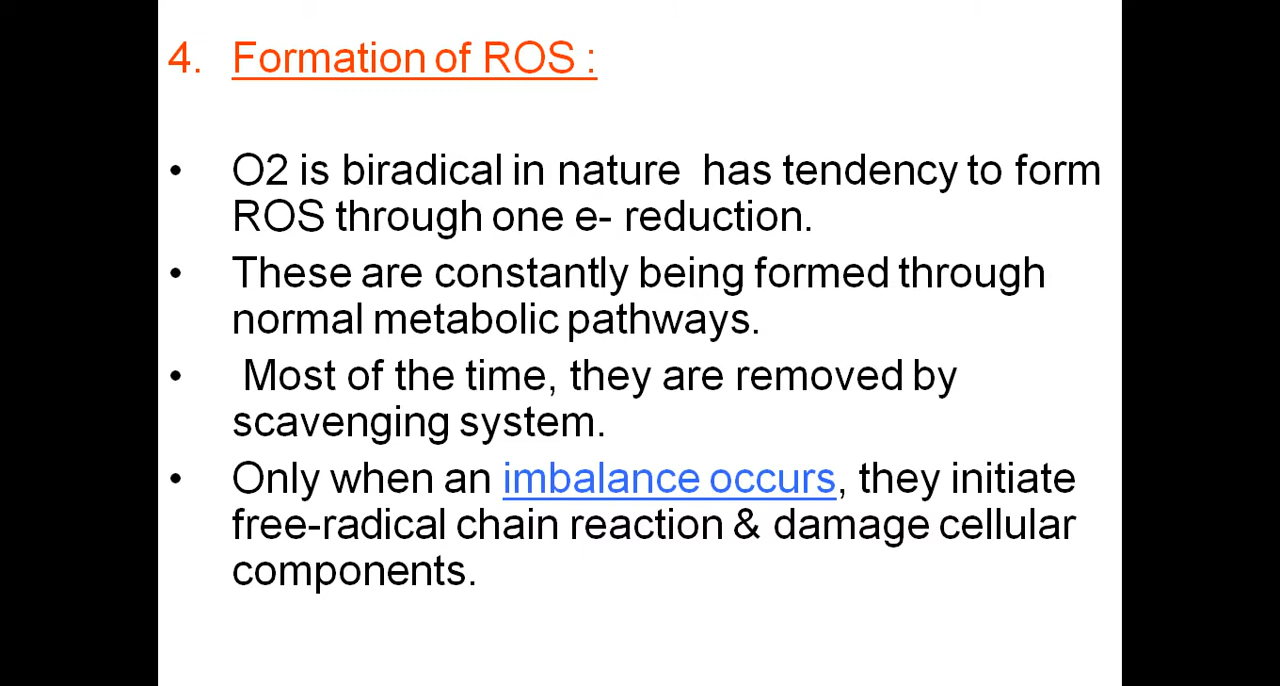 4. Formation of ROS :
• O2 is biradical in nature has tendency to form
ROS through one e- reduction.
• These are constantly being formed through
normal metabolic pathways.
• Most of the time, they are removed by
scavenging system.
• Only when an imbalance occurs, they initiate
free-radical chain reaction & damage cellular
components.